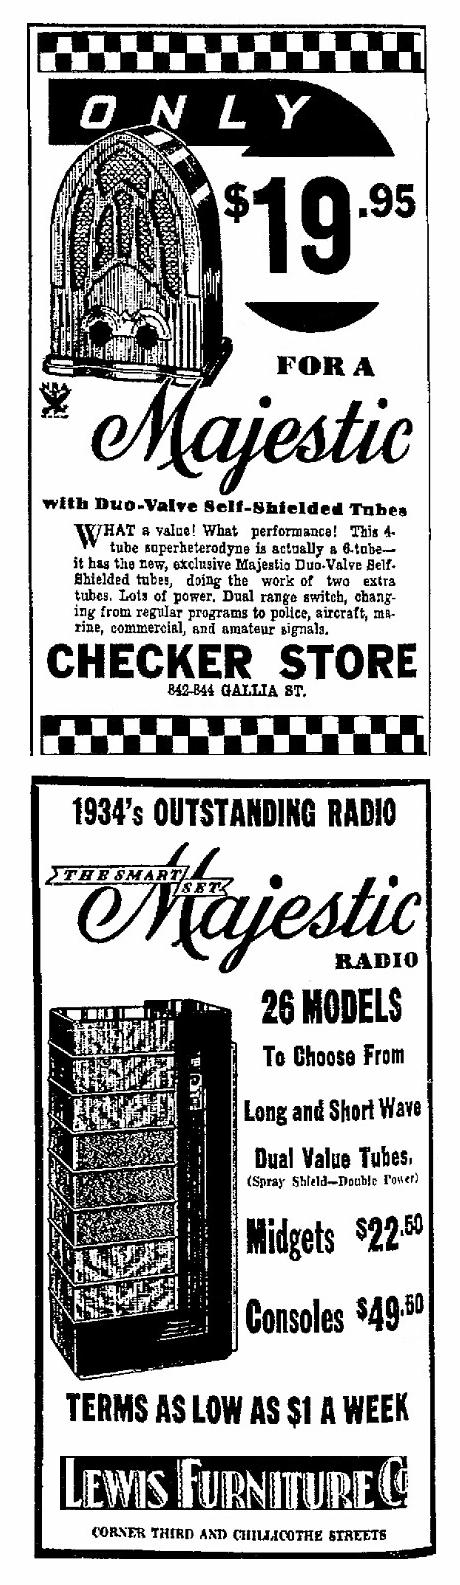 ONLY
$19.95
FOR A
NRA
Majestic
with Duo-Valve Self-Shielded Tubes
WHAT a value! What performance! This 4-
tube superheterodyne is actually a 6-tube—
it has the new, exclusive Majestic Duo-Valve Self-
Shielded tubes, doing the work of two extra
tubes. Lots of power. Dual range switch, chang-
ing from regular programs to police, aircraft, ma-
rine, commercial, and amateur signals.
CHECKER STORE
842-844 GALLIA ST.
1934's OUTSTANDING RADIO
THE SMART SET
Majestic
RADIO
26 MODELS
To Choose From
Long and Short Wave
Dual Value Tubes.
(Spray Shield—Double Power)
Midgets $22.50
Consoles $49.50
TERMS AS LOW AS $1 A WEEK
LEWIS FURNITURE CO
CORNER THIRD AND CHILLICOTHE STREETS